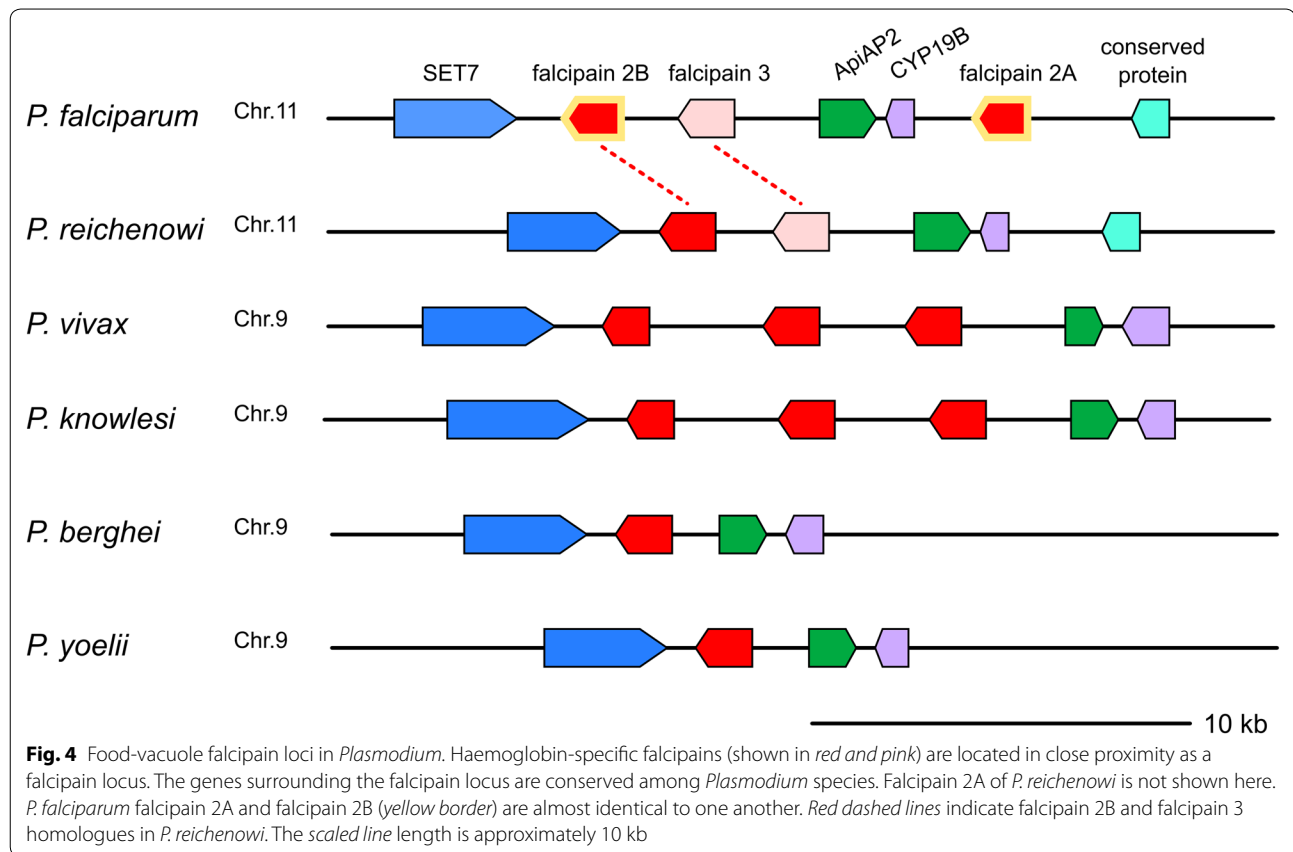 SET7 falcipain 2B falcipain 3 ApiAP2 CYP19B falcipain 2A conserved protein
P. falciparum Chr.11
P. reichenowi Chr.11
P. vivax Chr.9
P. knowlesi Chr.9
P. berghei Chr.9
P. yoelii Chr.9
10 kb
Fig. 4 Food-vacuole falcipain loci in Plasmodium. Haemoglobin-specific falcipains (shown in red and pink) are located in close proximity as a
falcipain locus. The genes surrounding the falcipain locus are conserved among Plasmodium species. Falcipain 2A of P. reichenowi is not shown here.
P. falciparum falcipain 2A and falcipain 2B (yellow border) are almost identical to one another. Red dashed lines indicate falcipain 2B and falcipain 3
homologues in P. reichenowi. The scaled line length is approximately 10 kb